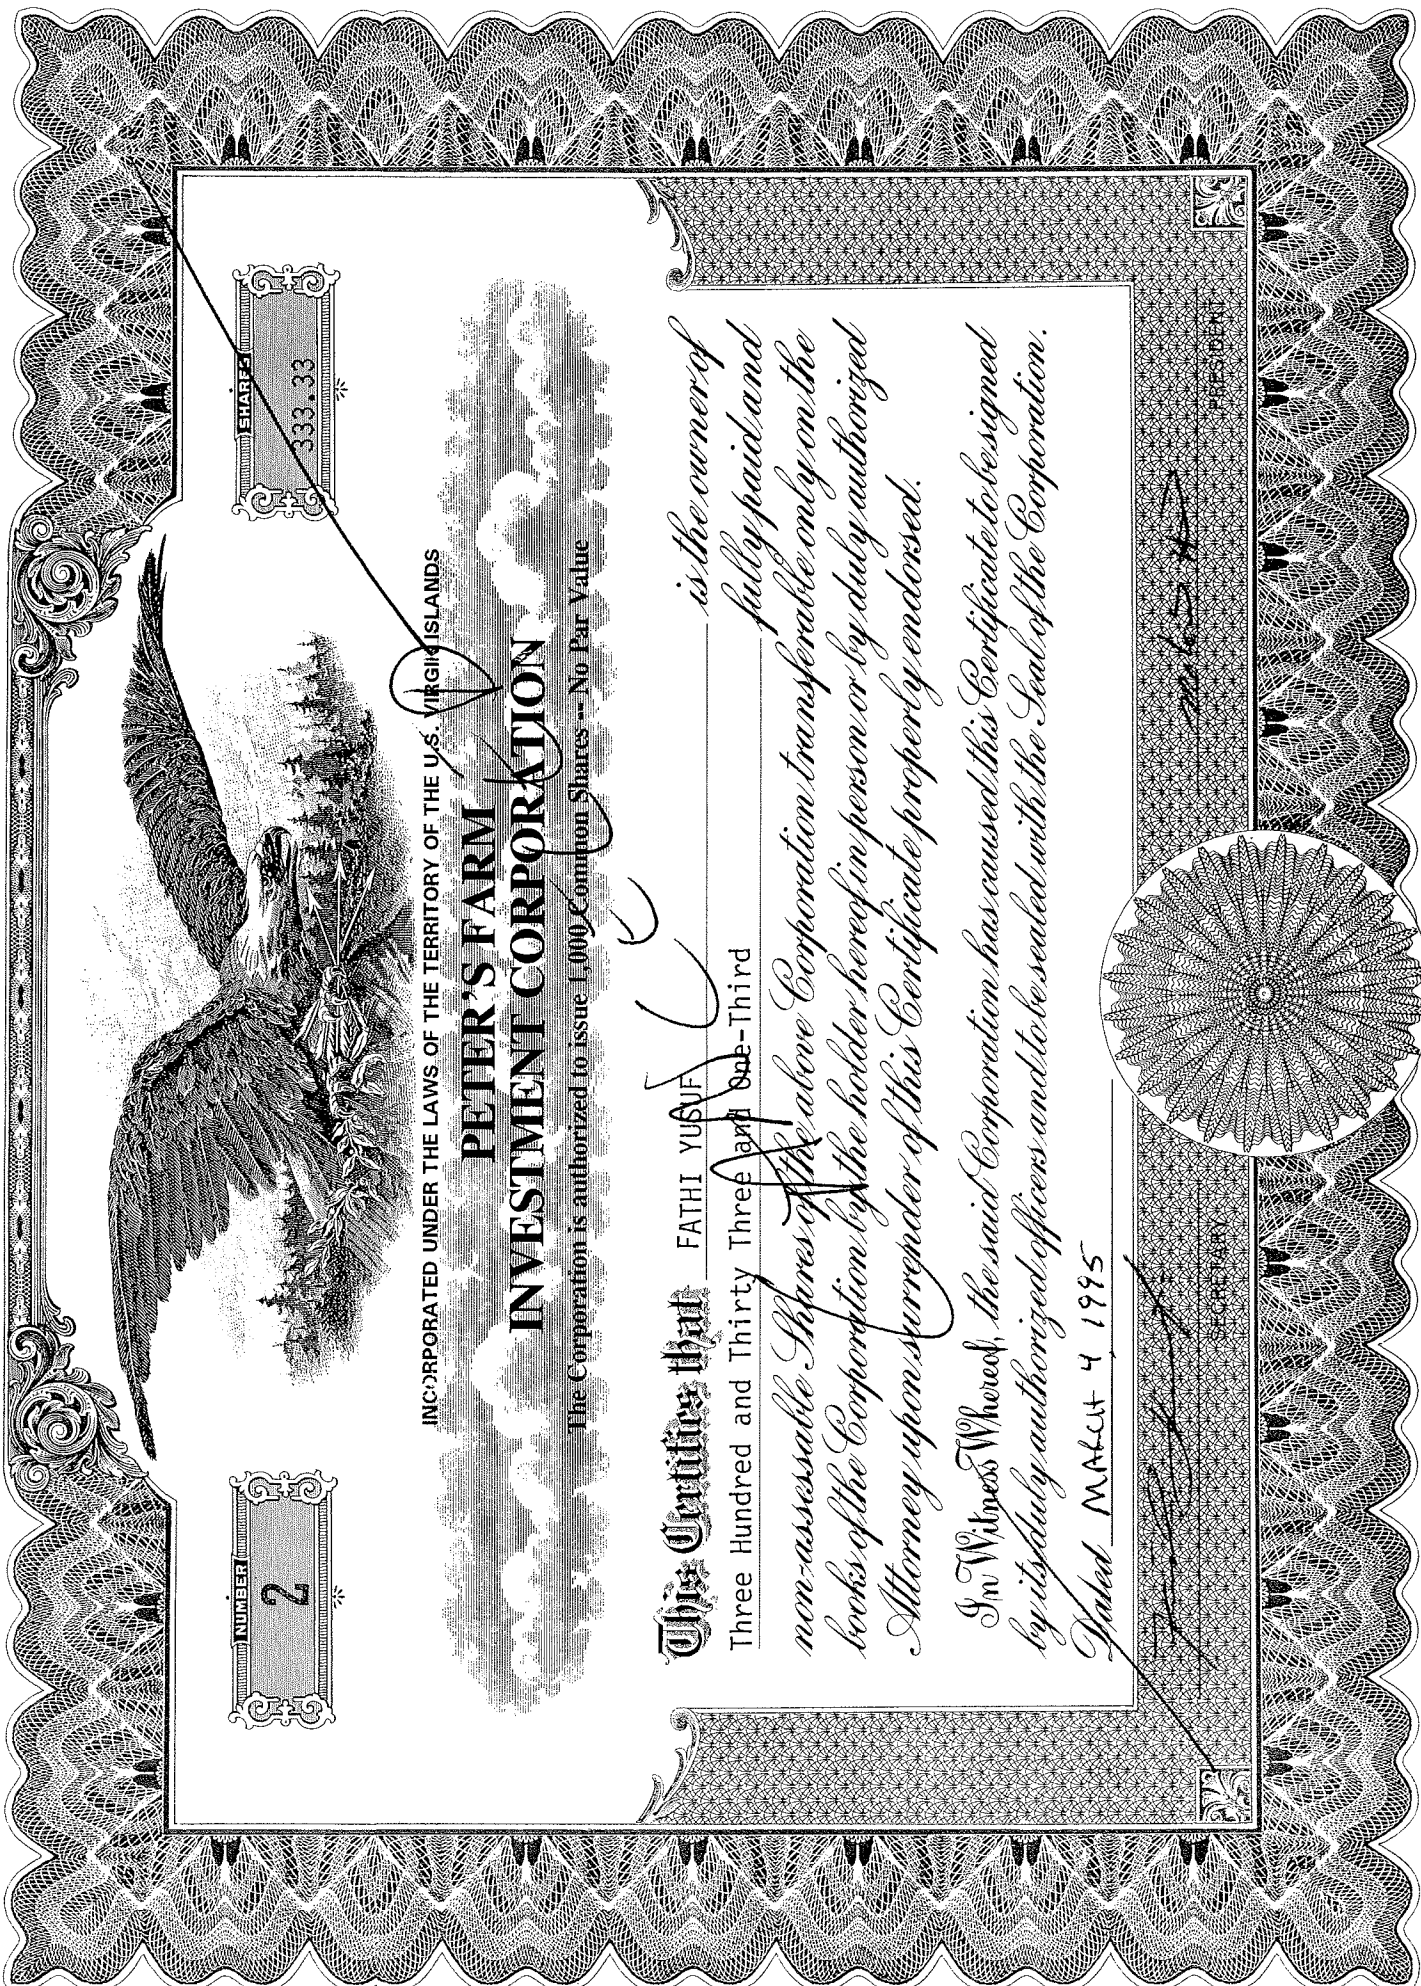 NUMBER
2
SHARES
333.33
INCORPORATED UNDER THE LAWS OF THE TERRITORY OF THE U.S. VIRGIN ISLANDS
PETER'S FARM
INVESTMENT CORPORATION
The Corporation is authorized to issue 1,000 Common Shares -- No Par Value
CANCELLED
This Certifies that FATHI YUSUF is the owner of
Three Hundred and Thirty Three and One-Third fully paid and
non-assessable Shares of the above Corporation transferable only on the
books of the Corporation by the holder hereof in person or by duly authorized
Attorney upon surrender of this Certificate properly endorsed.
In Witness Whereof, the said Corporation has caused this Certificate to be signed
by its duly authorized officers and to be sealed with the Seal of the Corporation.
Dated MARCH 4 1995
SECRETARY
PRESIDENT